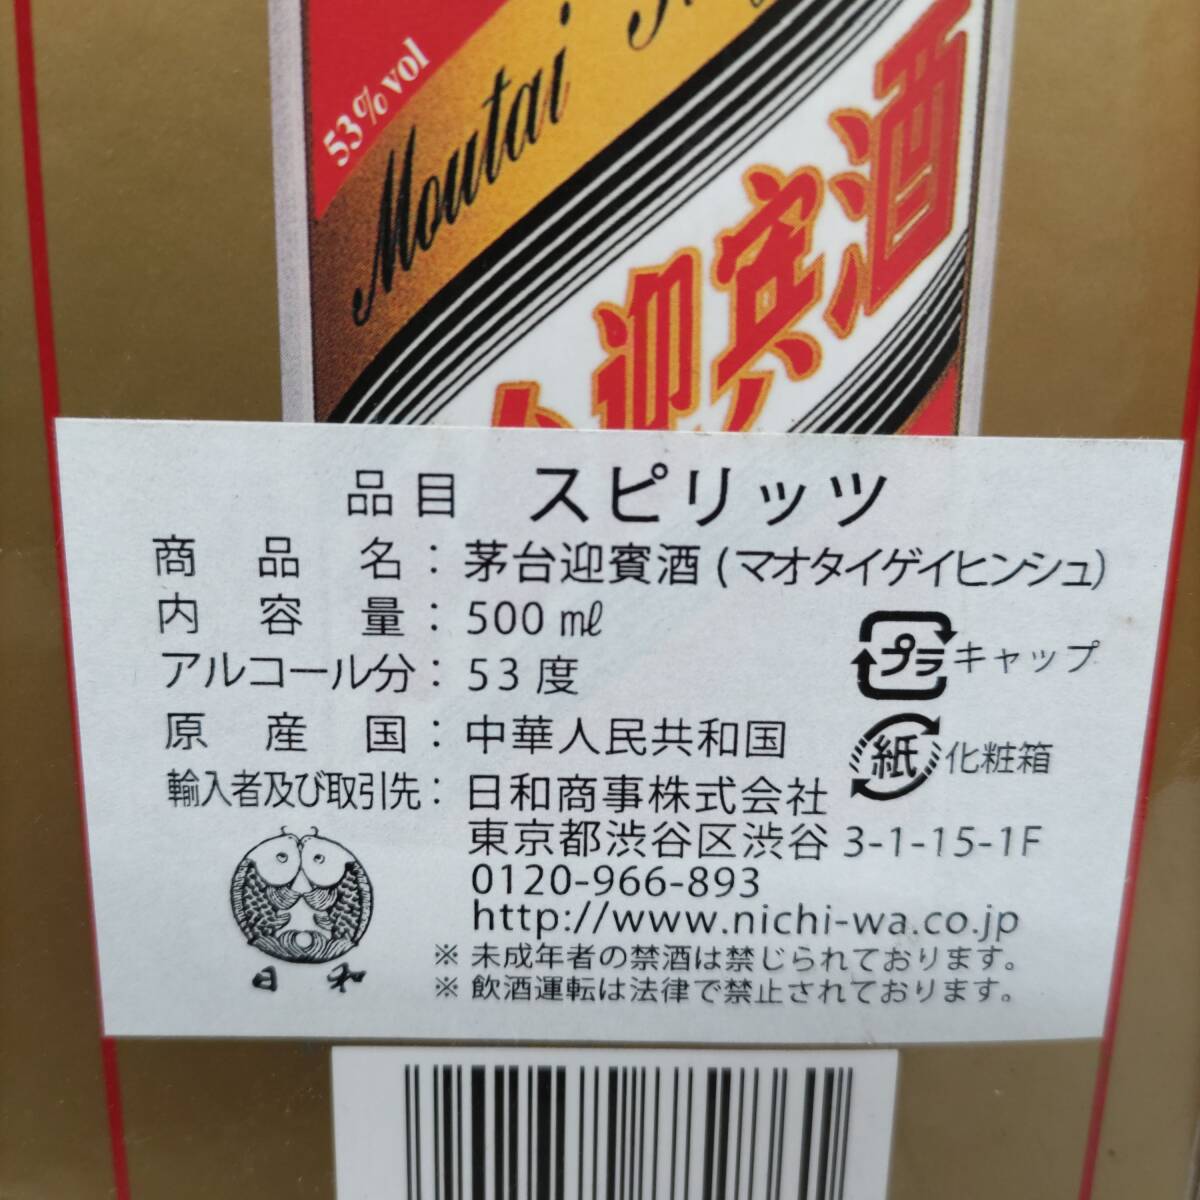 53% vol
Moutai
迎賓酒
品目 スピリッツ
商品名：茅台迎賓酒 (マオタイゲイヒンシュ)
内容量：500 ㎖
アルコール分：53 度
原産国：中華人民共和国
輸入者及び取引先：日和商事株式会社
東京都渋谷区渋谷 3-1-15-1F
0120-966-893
http://www.nichi-wa.co.jp
※ 未成年者の禁酒は禁じられております。
※ 飲酒運転は法律で禁止されております。
プラ キャップ
紙 化粧箱
日和